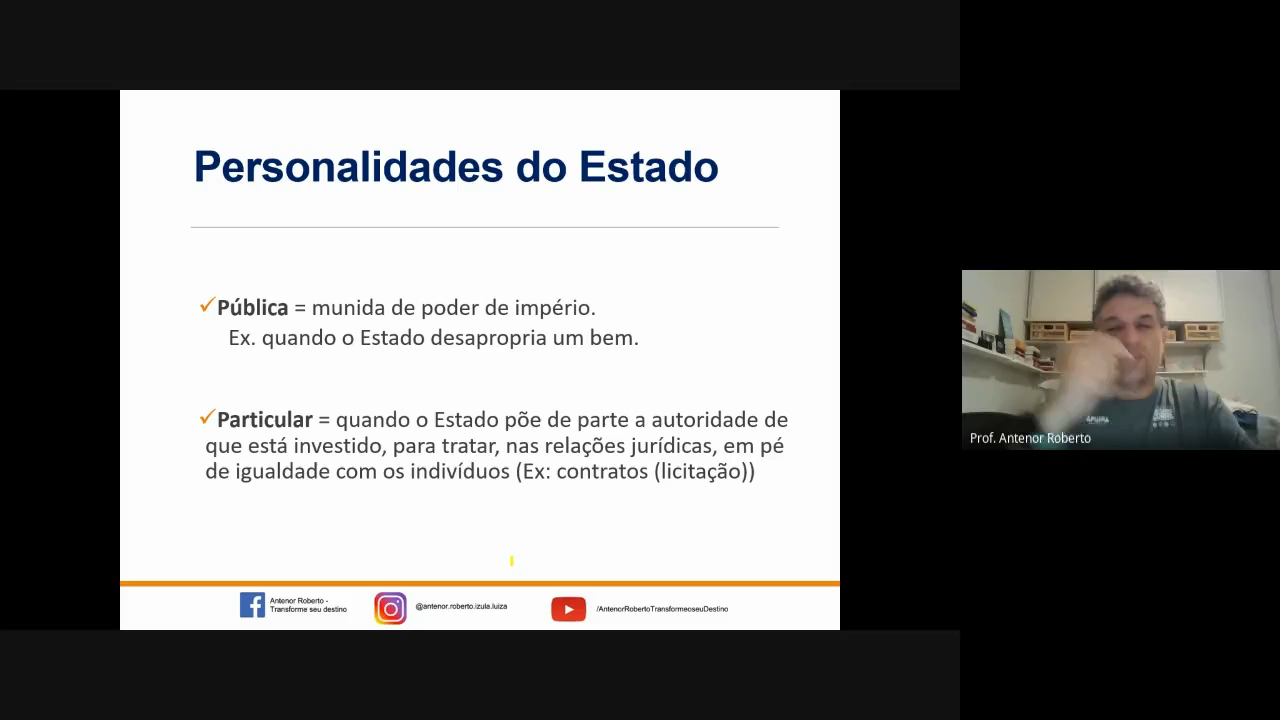 Personalidades do Estado
✓Pública = munida de poder de império.
Ex. quando o Estado desapropria um bem.
✓Particular = quando o Estado põe de parte a autoridade de
que está investido, para tratar, nas relações jurídicas, em pé
de igualdade com os indivíduos (Ex: contratos (licitação))
Antenor Roberto -
Transforme seu destino
@antenor.roberto.izula.luiza
/AntenorRobertoTransformeoseuDestino
Prof. Antenor Roberto